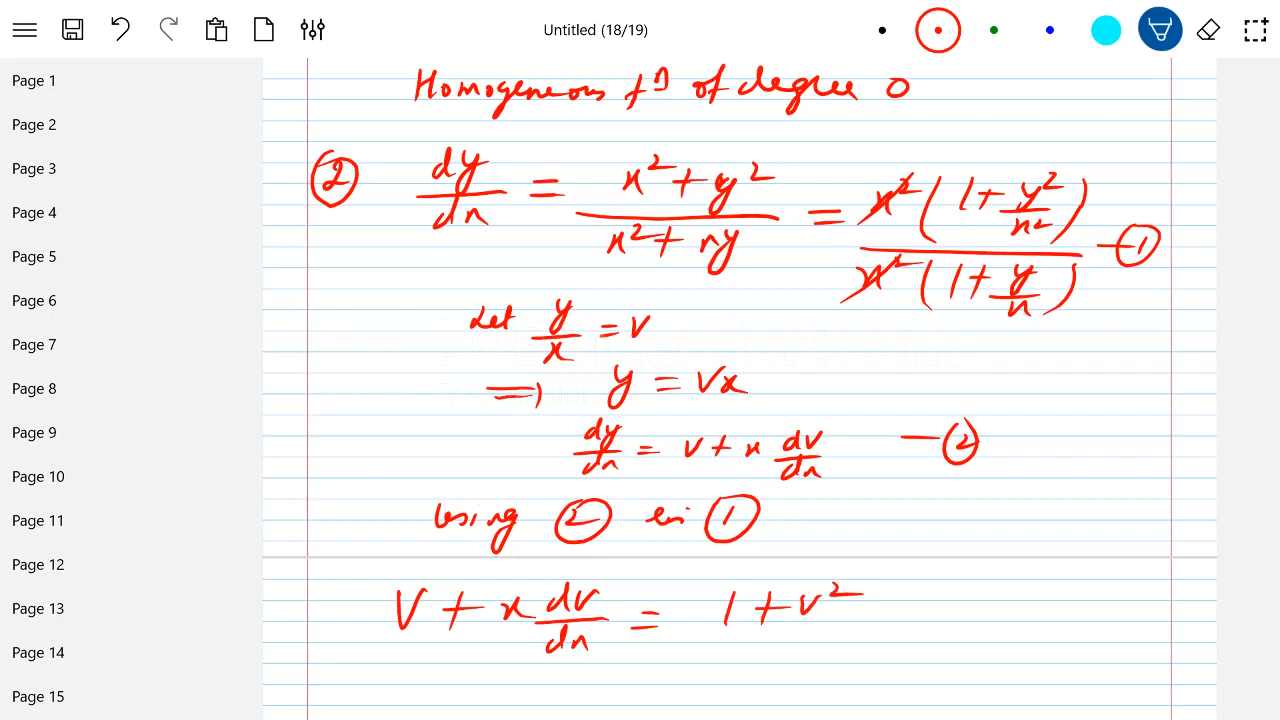 Untitled (18/19)
Page 1
Page 2
Page 3
Page 4
Page 5
Page 6
Page 7
Page 8
Page 9
Page 10
Page 11
Page 12
Page 13
Page 14
Page 15
Homogeneous fn of degree 0
② dy/dx = (x² + y²)/(x² + xy) = x²(1 + y²/x²)/x²(1 + y/x) — ①
Let y/x = v
⇒ y = vx
dy/dx = v + x dv/dx — ②
Using ② in ①
V + x dv/dx = 1 + v²